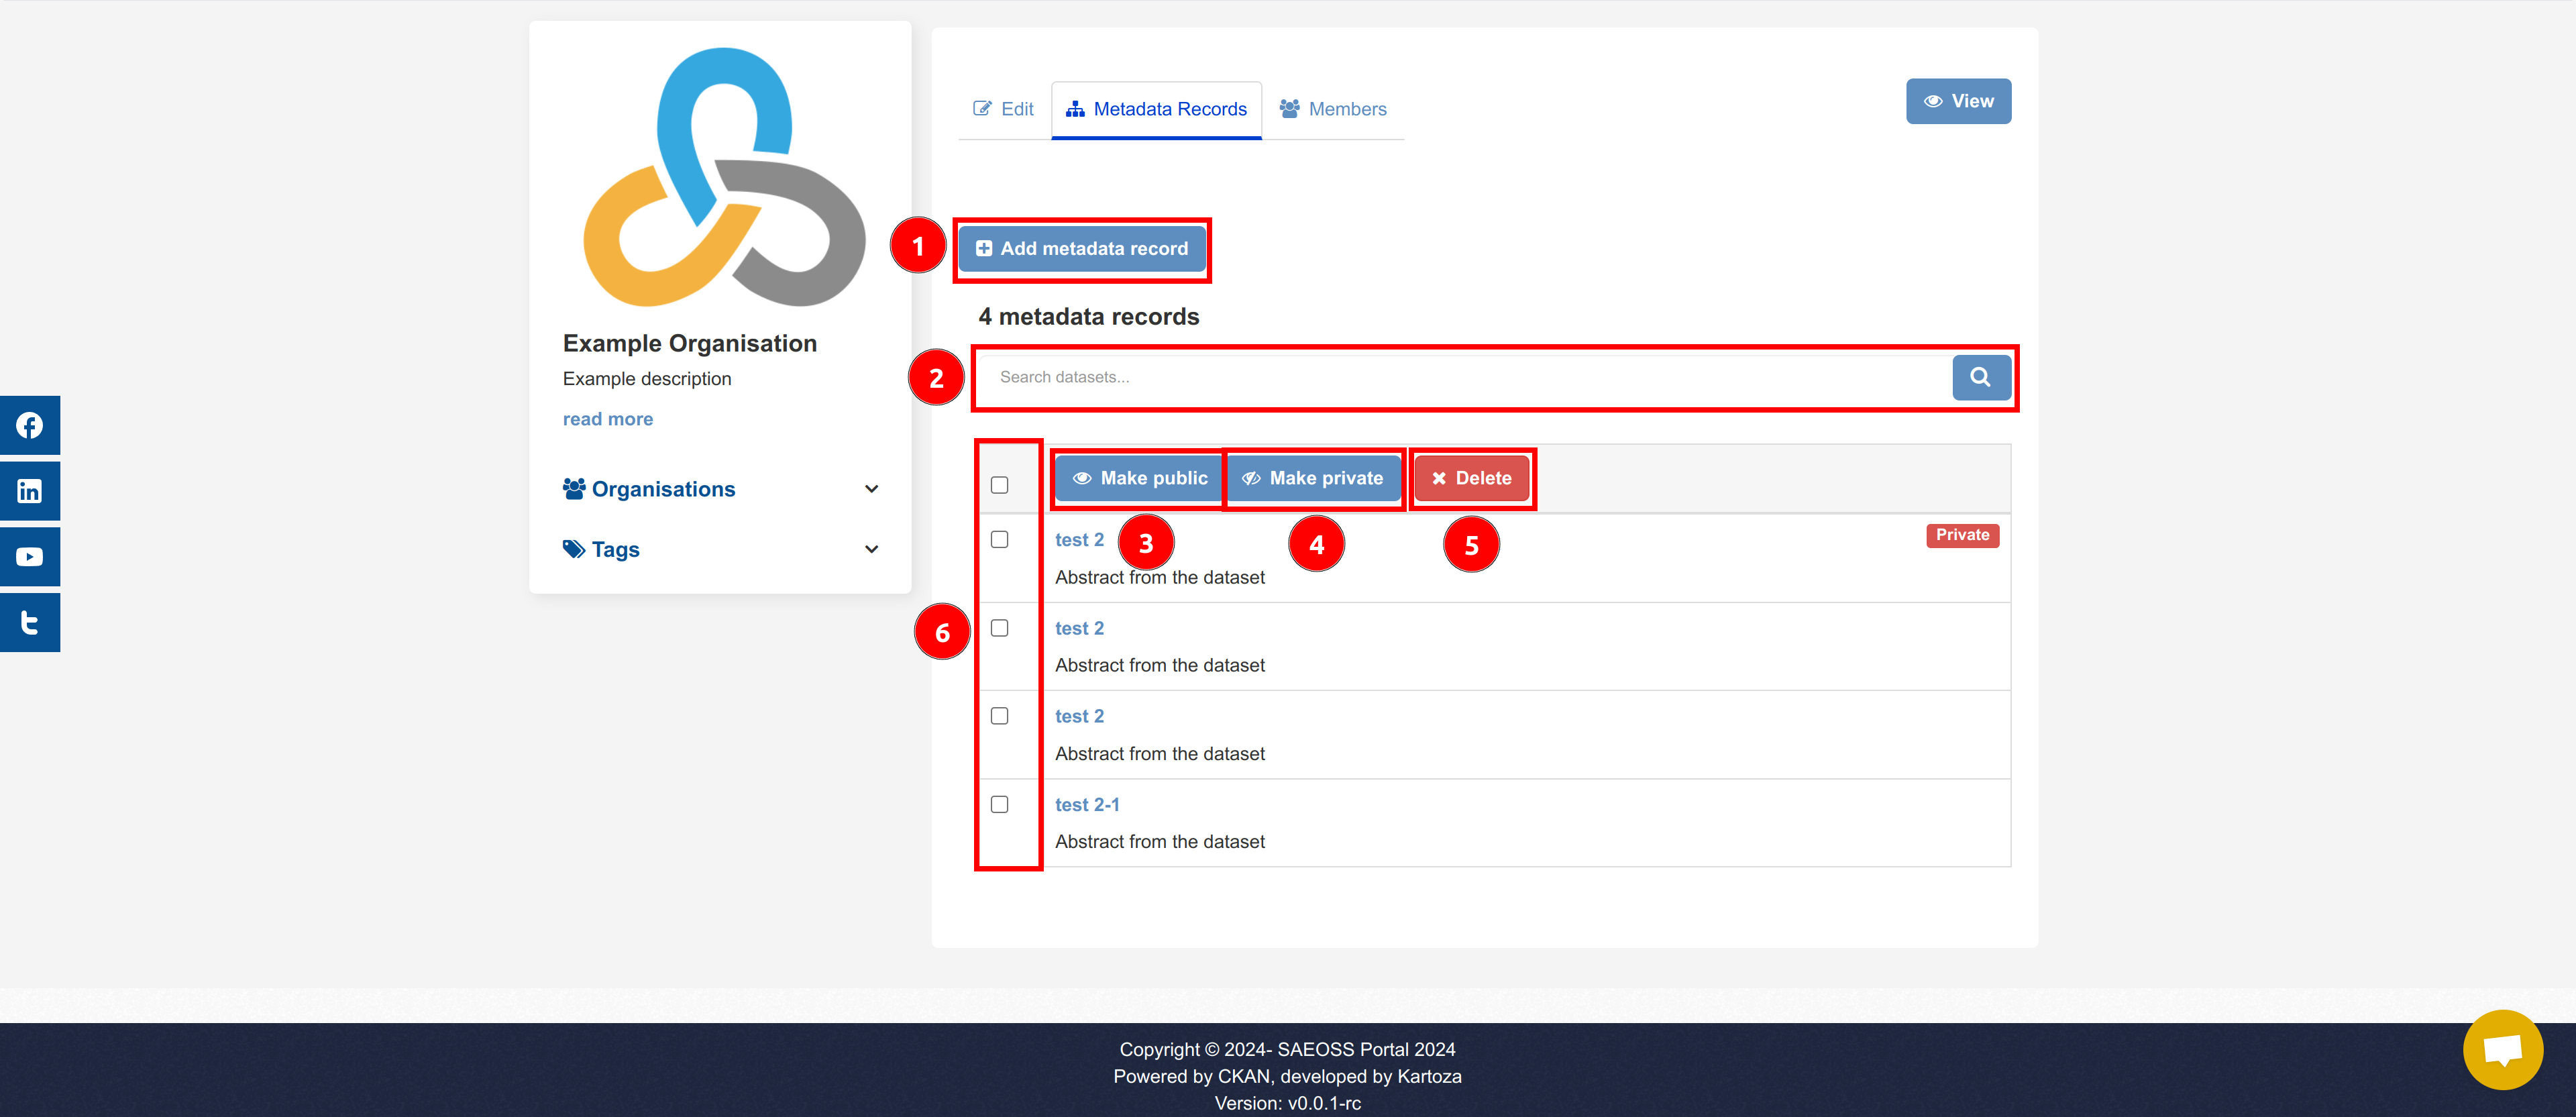 Example Organisation
Example description
read more
Organisations
Tags
Edit
Metadata Records
Members
View
1
Add metadata record
4 metadata records
2
Search datasets...
Make public
Make private
Delete
3
4
5
6
test 2
Private
Abstract from the dataset
test 2
Abstract from the dataset
test 2
Abstract from the dataset
test 2-1
Abstract from the dataset
Copyright © 2024- SAEOSS Portal 2024
Powered by CKAN, developed by Kartoza
Version: v0.0.1-rc